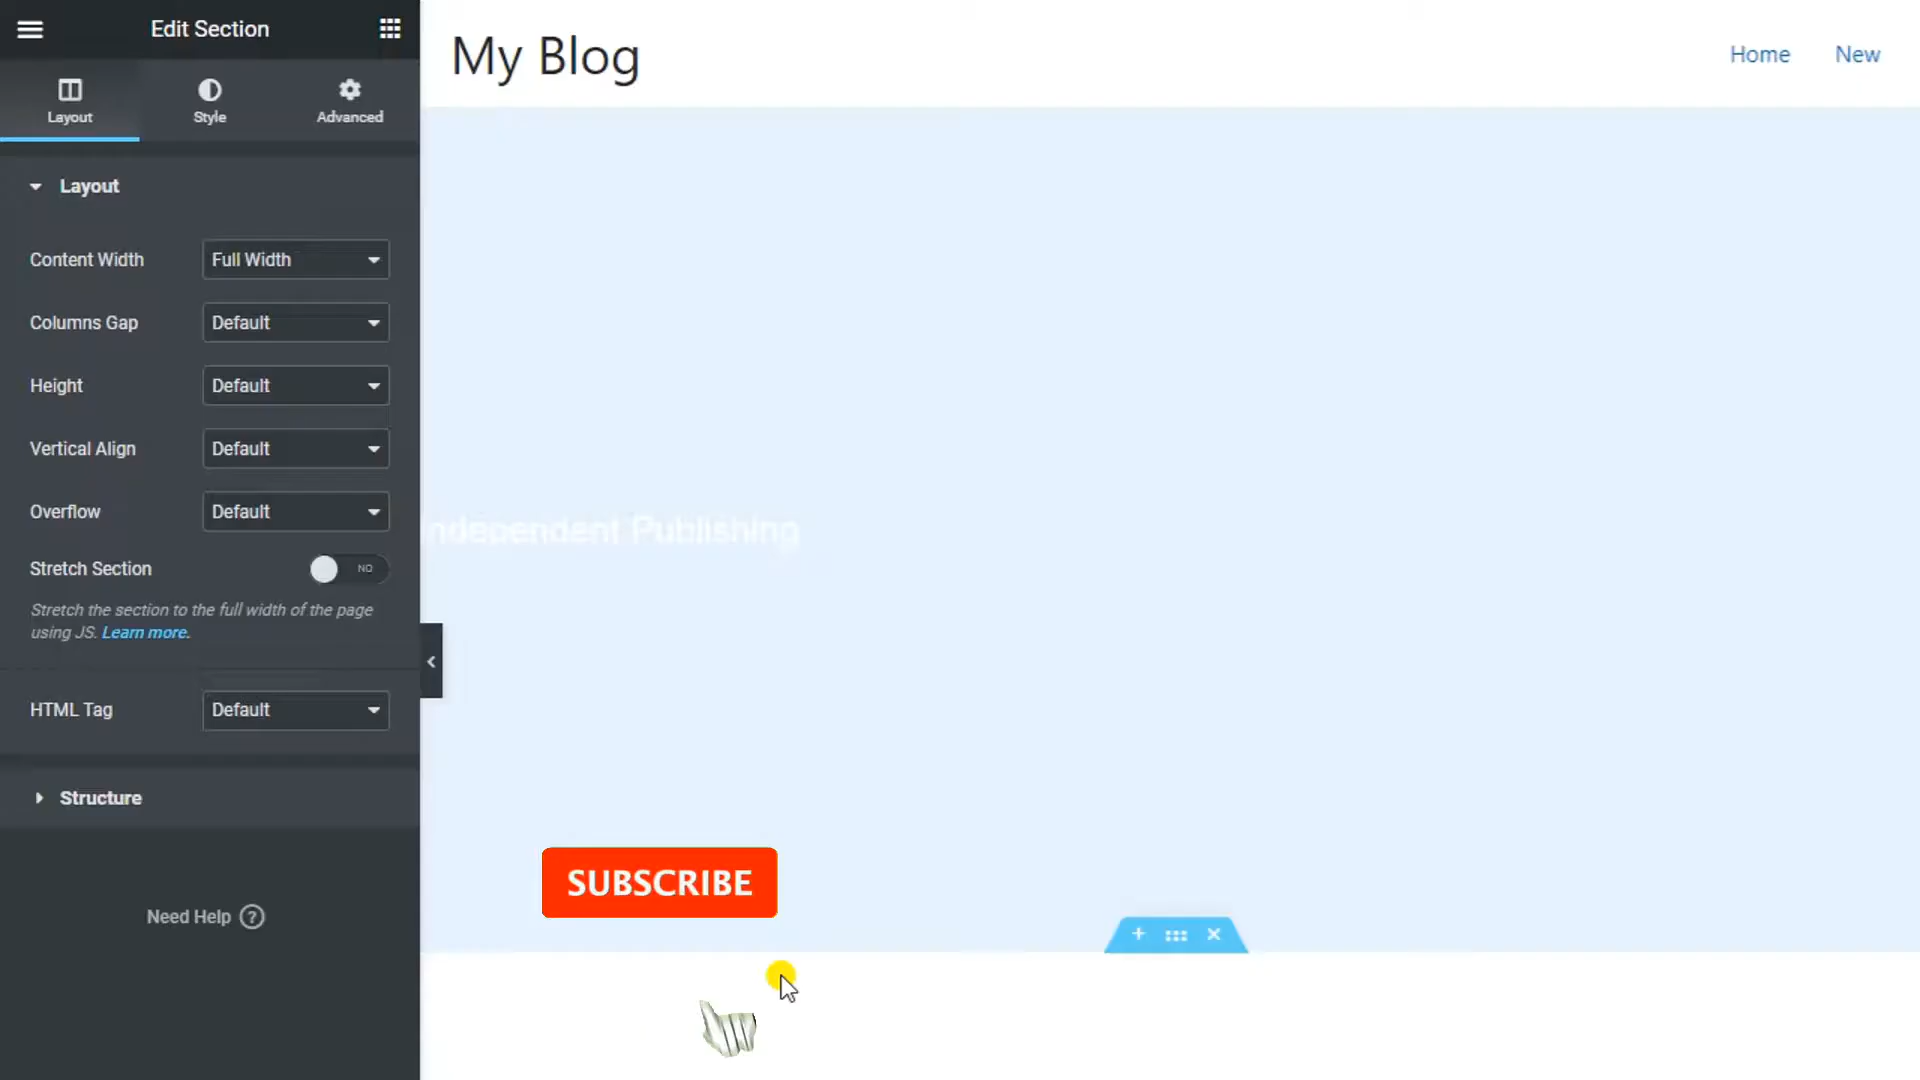 Edit Section
My Blog
Home
New
Layout
Style
Advanced
Layout
Content Width
Full Width
Columns Gap
Default
Height
Default
Vertical Align
Default
Overflow
Default
ndependent Publishing
Stretch Section
NO
Stretch the section to the full width of the page
using JS. Learn more.
HTML Tag
Default
Structure
SUBSCRIBE
Need Help ?